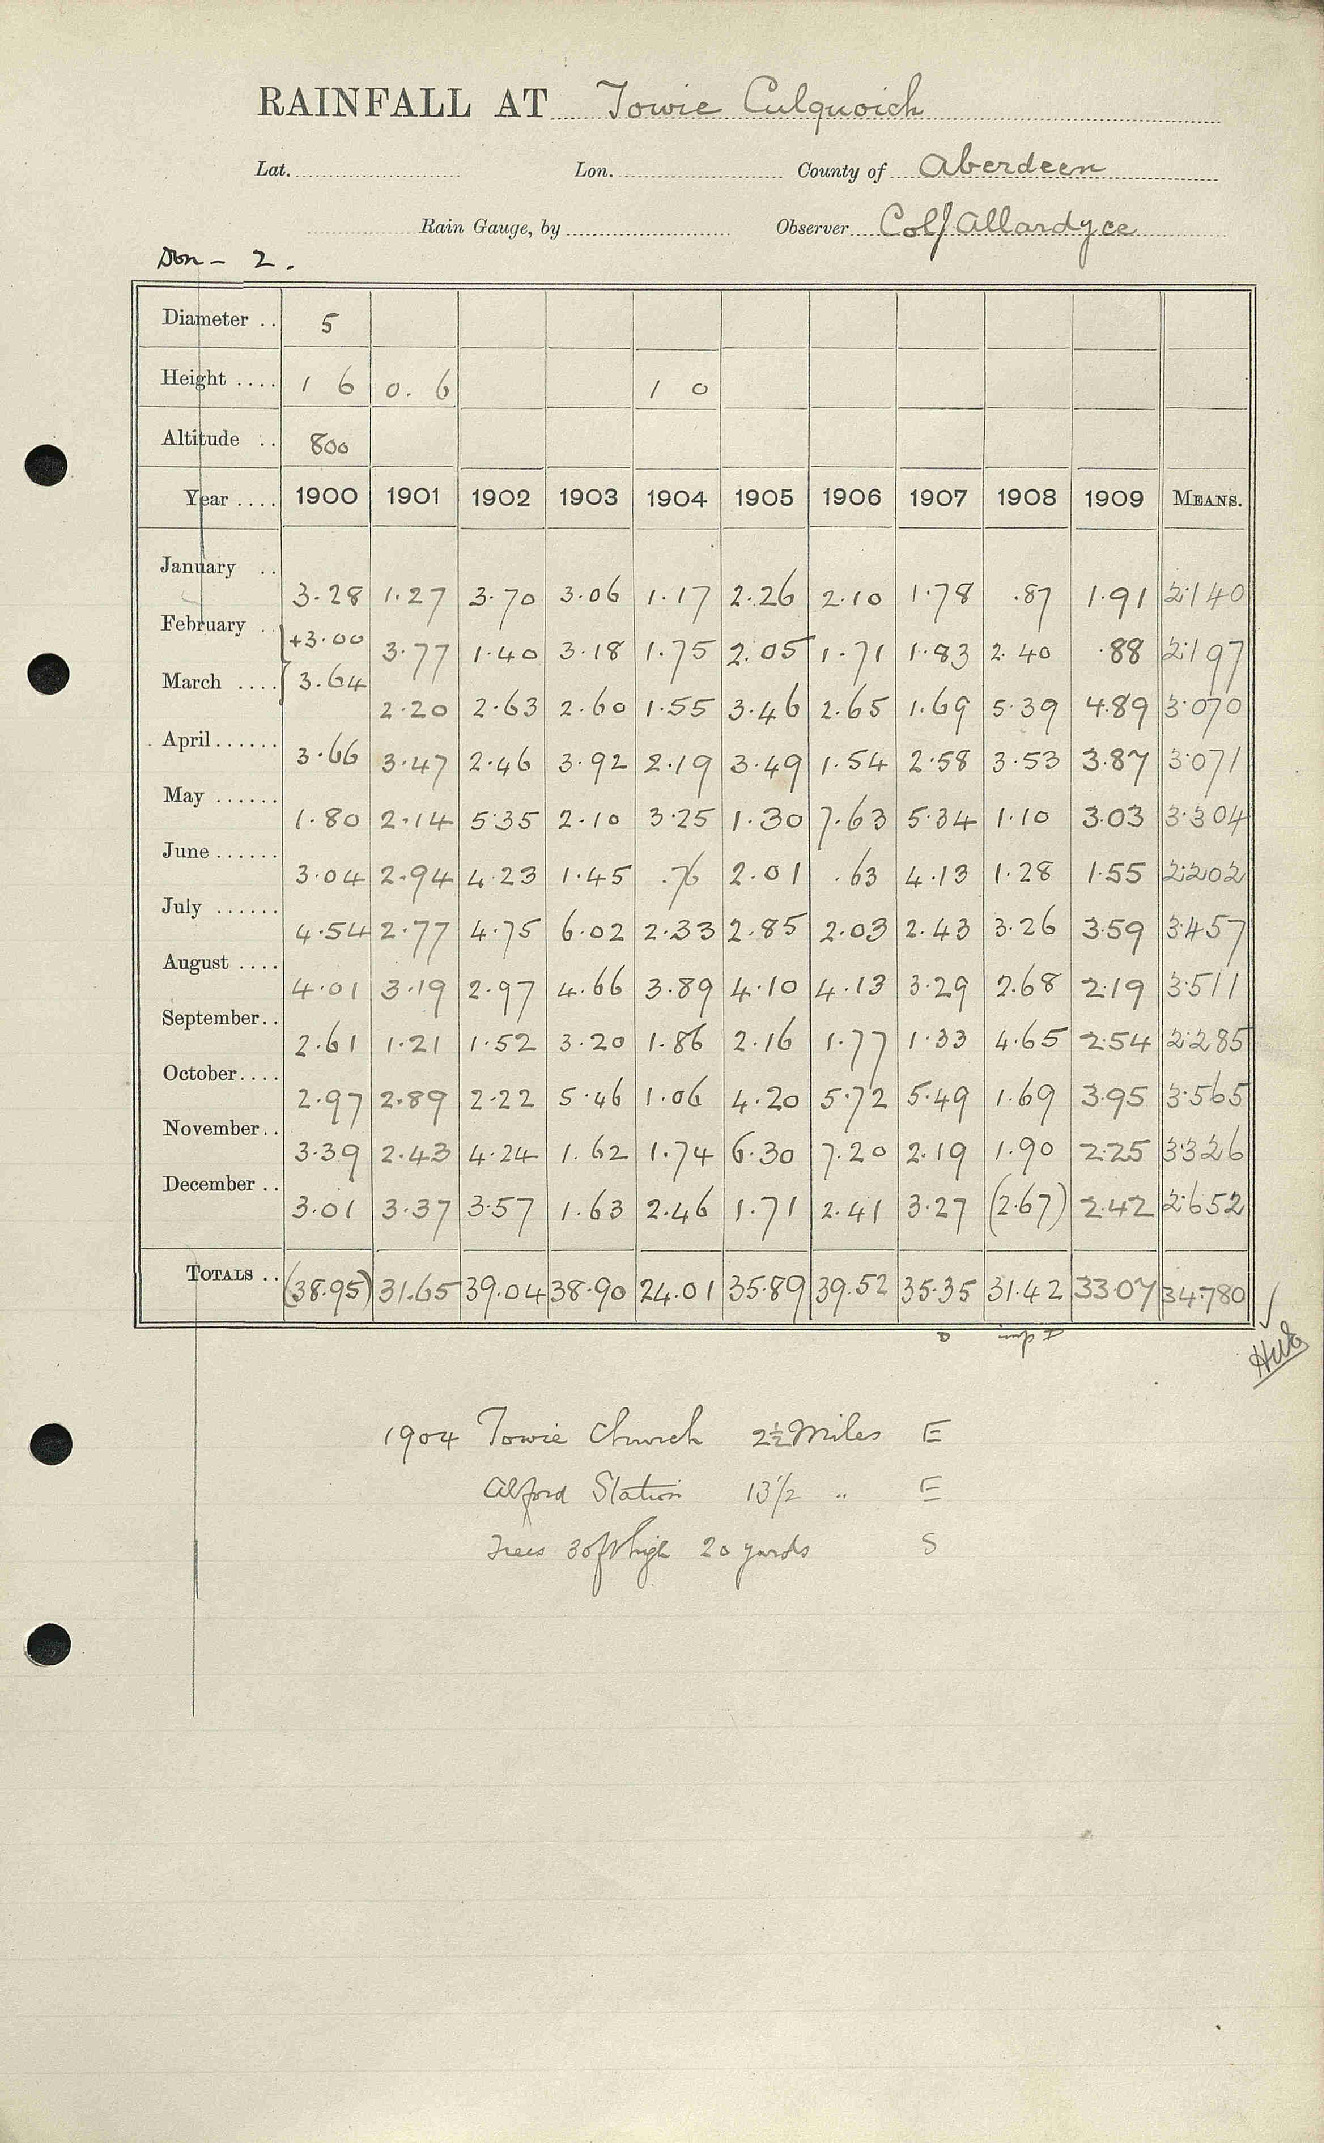 RAINFALL AT Towie Culquoich
Lat. Lon. County of Aberdeen
Rain Gauge, by Observer Col J Allardyce
Don - 2.
Diameter .. 5
Height .... 1 6 0. 6 1 0
Altitude .. 800
Year .... 1900 1901 1902 1903 1904 1905 1906 1907 1908 1909 MEANS.
January .. 3.28 1.27 3.70 3.06 1.17 2.26 2.10 1.78 .87 1.91 2.140
February .. +3.00 3.77 1.40 3.18 1.75 2.05 1.71 1.83 2.40 .88 2.197
March .... 3.64 2.20 2.63 2.60 1.55 3.46 2.65 1.69 5.39 4.89 3.070
April...... 3.66 3.47 2.46 3.92 2.19 3.49 1.54 2.58 3.53 3.87 3.071
May ...... 1.80 2.14 5.35 2.10 3.25 1.30 7.63 5.34 1.10 3.03 3.304
June...... 3.04 2.94 4.23 1.45 .76 2.01 .63 4.13 1.28 1.55 2.202
July ...... 4.54 2.77 4.75 6.02 2.33 2.85 2.03 2.43 3.26 3.59 3.457
August .... 4.01 3.19 2.97 4.66 3.89 4.10 4.13 3.29 2.68 2.19 3.511
September.. 2.61 1.21 1.52 3.20 1.86 2.16 1.77 1.33 4.65 2.54 2.285
October.... 2.97 2.89 2.22 5.46 1.06 4.20 5.72 5.49 1.69 3.95 3.565
November.. 3.39 2.43 4.24 1.62 1.74 6.30 7.20 2.19 1.90 2.25 3.326
December .. 3.01 3.37 3.57 1.63 2.46 1.71 2.41 3.27 (2.67) 2.42 2.652
TOTALS .. (38.95) 31.65 39.04 38.90 24.01 35.89 39.52 35.35 31.42 33.07 34.780
1904 Towie Church 2½ Miles E
Alford Station 13½ " E
Trees 30ft high 20 yards S